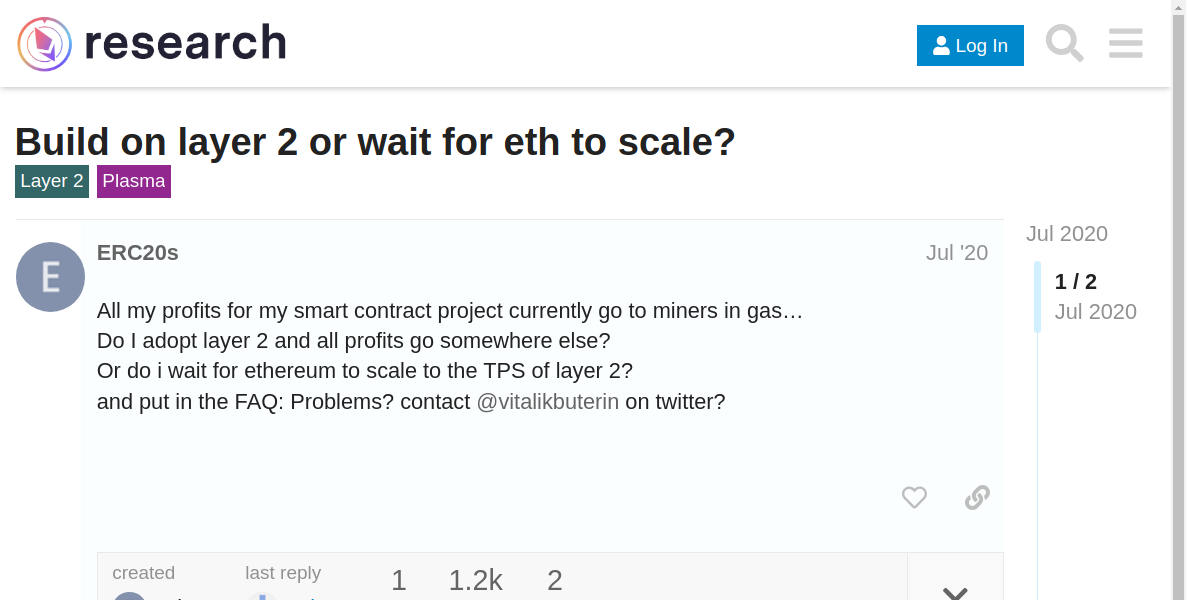 research
Log In
Build on layer 2 or wait for eth to scale?
Layer 2 Plasma
Jul 2020
E
ERC20s Jul '20
1 / 2
Jul 2020
All my profits for my smart contract project currently go to miners in gas…
Do I adopt layer 2 and all profits go somewhere else?
Or do i wait for ethereum to scale to the TPS of layer 2?
and put in the FAQ: Problems? contact @vitalikbuterin on twitter?
created last reply 1 1.2k 2